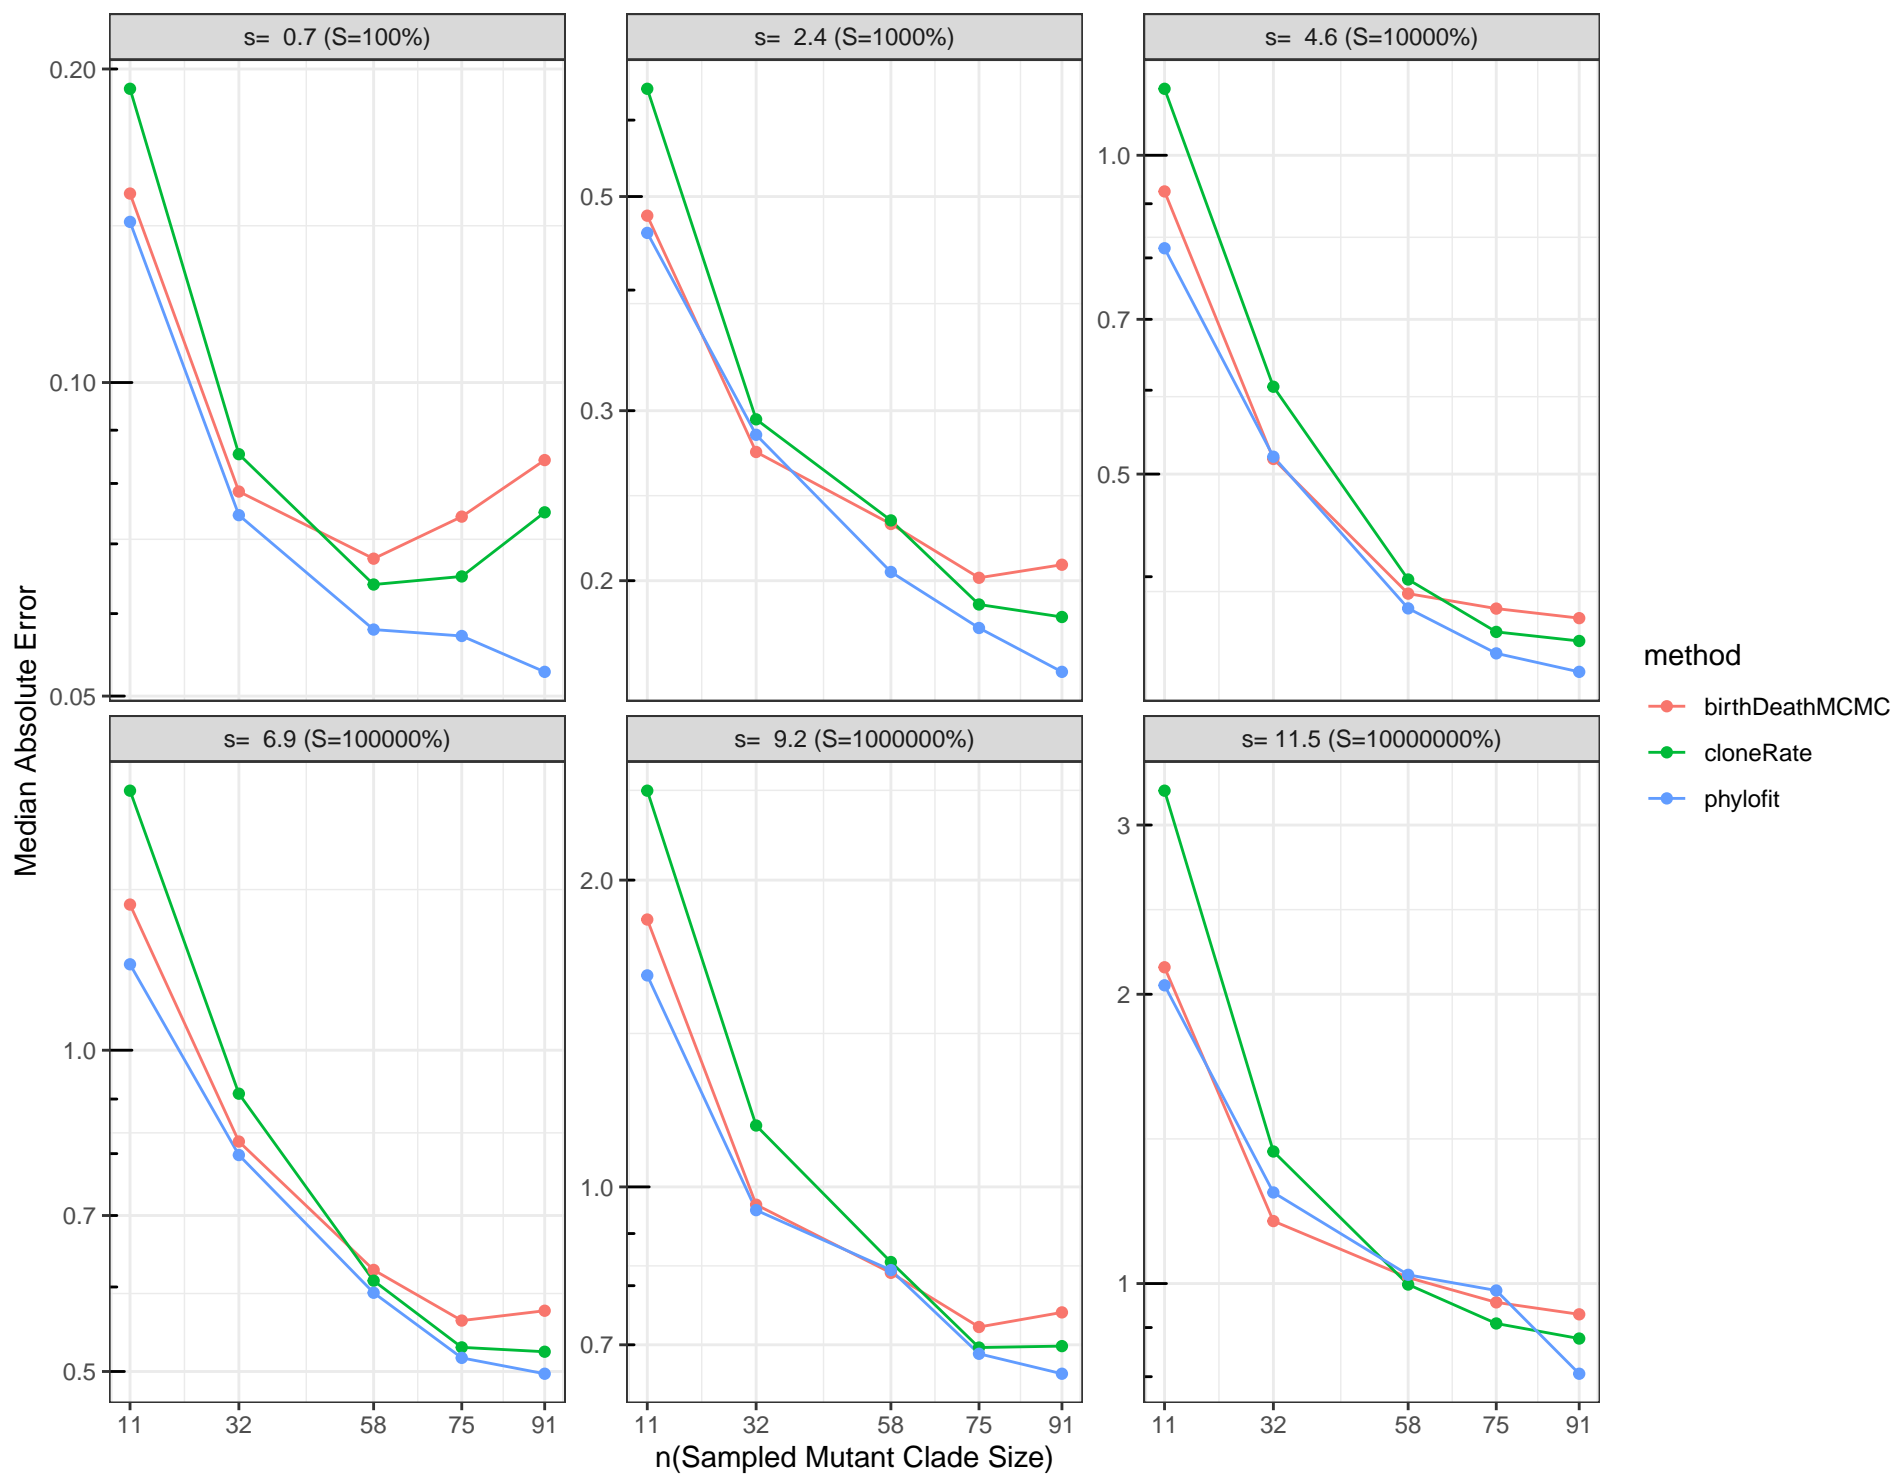 s= 0.7 (S=100%)
s= 2.4 (S=1000%)
s= 4.6 (S=10000%)
0.20
0.10
0.05
0.5
0.3
0.2
1.0
0.7
0.5
s= 6.9 (S=100000%)
s= 9.2 (S=1000000%)
s= 11.5 (S=10000000%)
1.0
0.7
0.5
2.0
1.0
0.7
3
2
1
11 32 58 75 91
11 32 58 75 91
11 32 58 75 91
n(Sampled Mutant Clade Size)
Median Absolute Error
method
birthDeathMCMC
cloneRate
phylofit